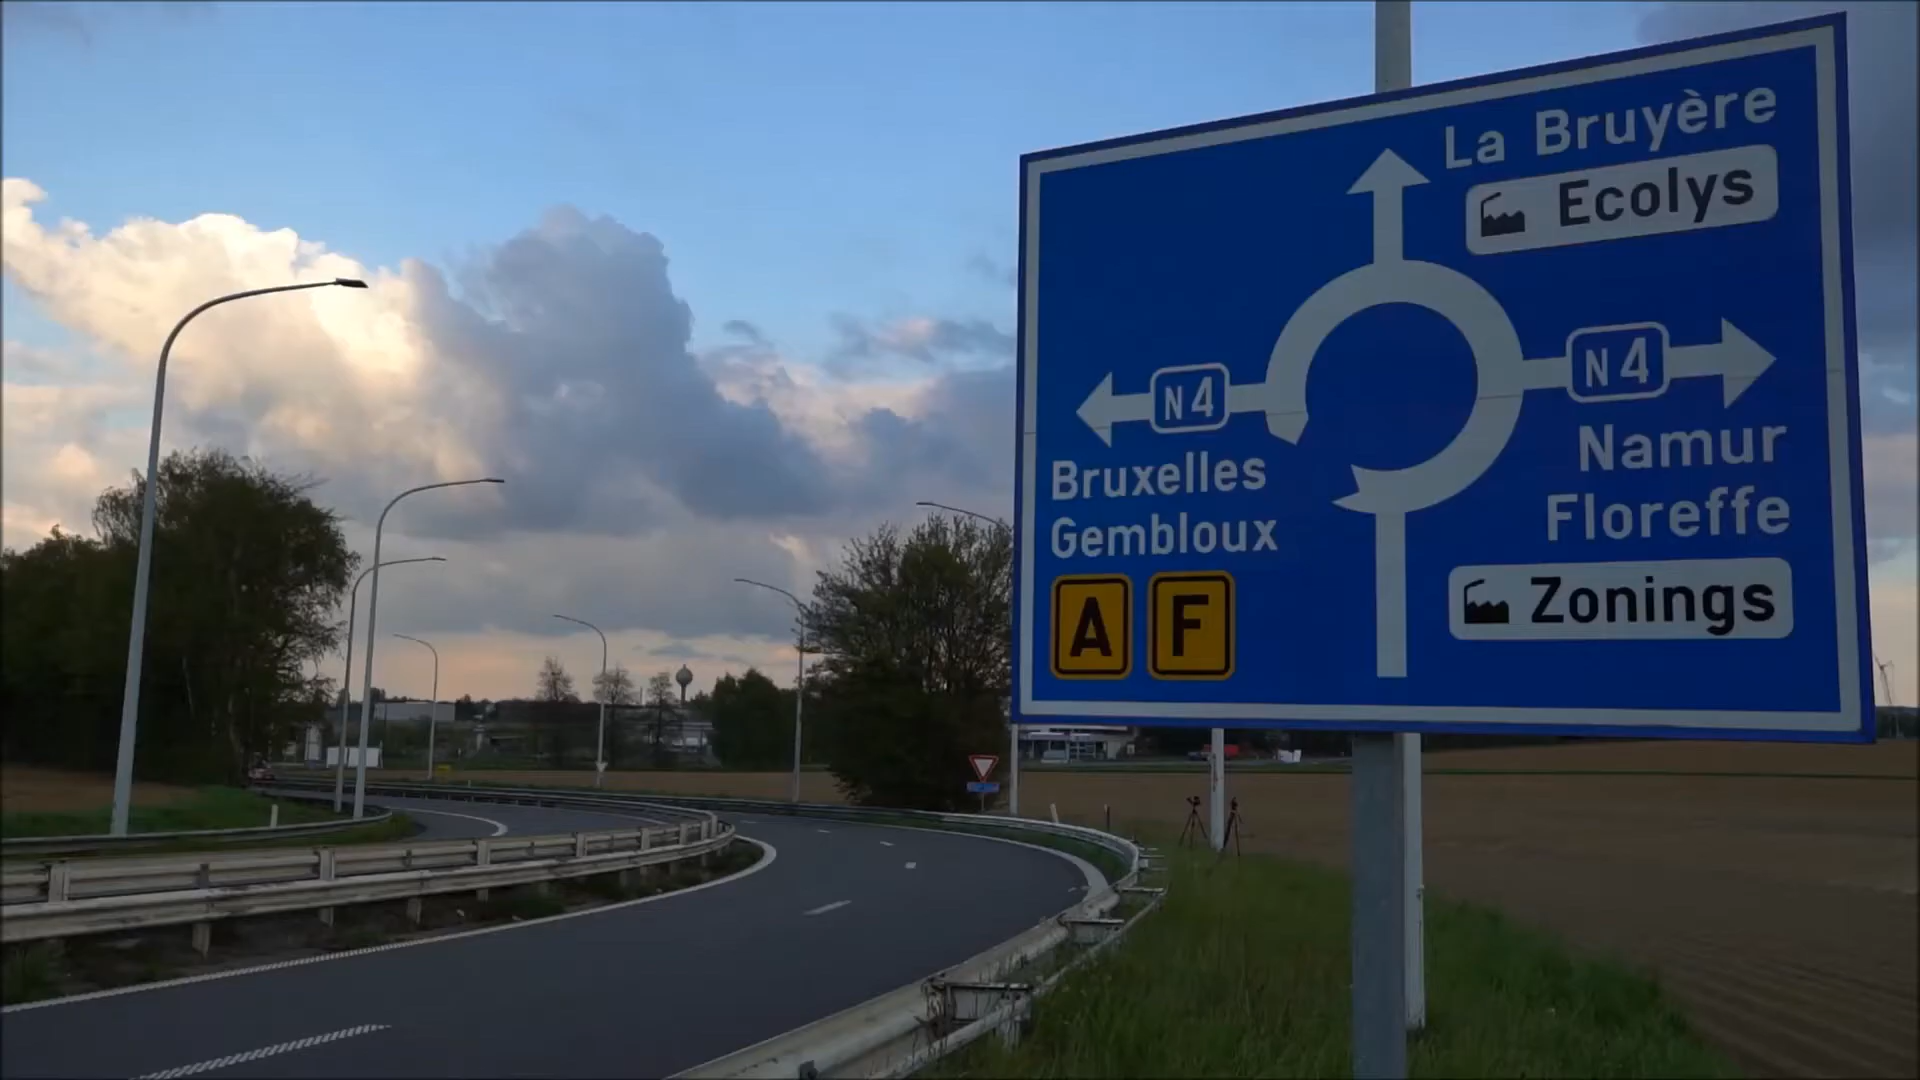 La Bruyère
Ecolys
N4
N4
Bruxelles
Gembloux
A F
Namur
Floreffe
Zonings